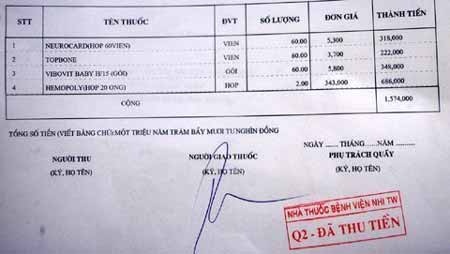 STT TÊN THUỐC ĐVT SỐ LƯỢNG ĐƠN GIÁ THÀNH TIỀN
1 NEUROCARD(HOP 60VIEN) VIEN 60.00 5,300 318,000
2 TOPBONE VIEN 60.00 3,700 222,000
3 VIBOVIT BABY H/15 (GÓI) GÓI 60.00 5,800 348,000
4 HEMOPOLY(HOP 20 ONG) HOP 2.00 343,000 686,000
CỘNG 1,574,000
TỔNG SỐ TIỀN (VIẾT BẰNG CHỮ):MỘT TRIỆU NĂM TRĂM BẢY MƯƠI TƯ NGHÌN ĐỒNG
NGÀY ...... THÁNG ......NĂM ..........
NGƯỜI THU NGƯỜI GIAO THUỐC PHỤ TRÁCH QUẦY
(KÝ, HỌ TÊN) (KÝ, HỌ TÊN) (KÝ, HỌ TÊN)
NHÀ THUỐC BỆNH VIỆN NHI TW
Q2 - ĐÃ THU TIỀN